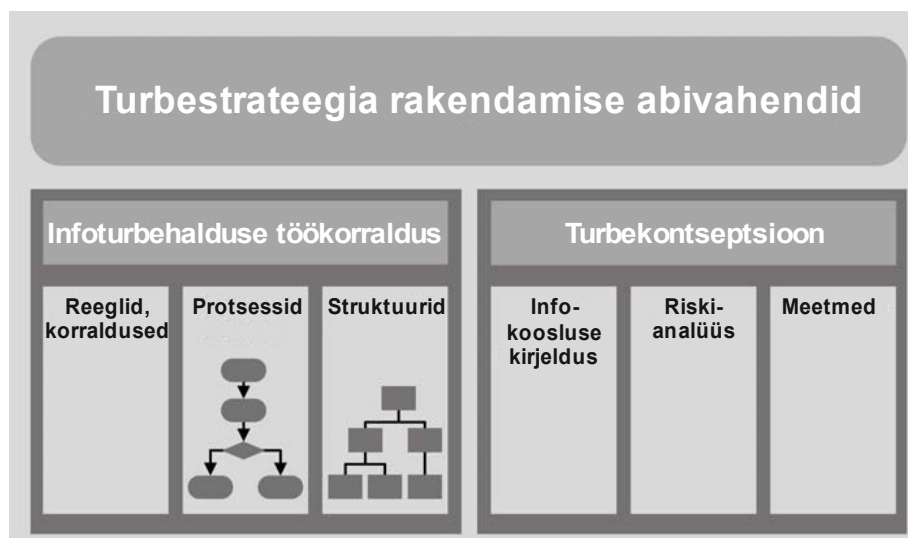 Turbestrateegia rakendamise abivahendid
Infoturbehalduse töökorraldus
Reeglid,
korraldused
Protsessid
Struktuurid
Turbekontseptsioon
Info-
koosluse
kirjeldus
Riski-
analüüs
Meetmed